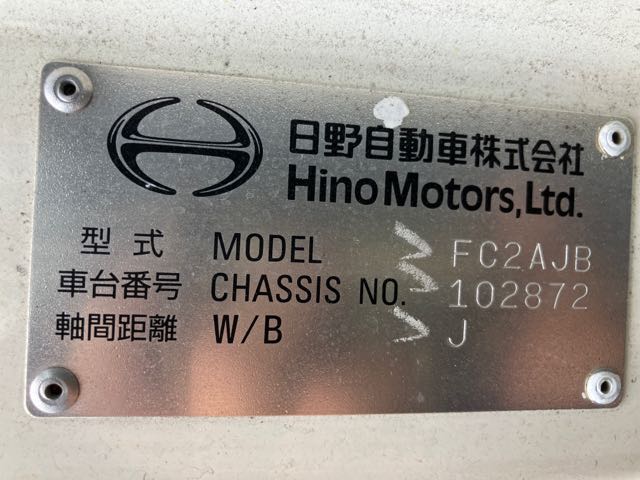 日野自動車株式会社
Hino Motors, Ltd.
型式 MODEL FC2AJB
車台番号 CHASSIS NO. 102872
軸間距離 W/B J